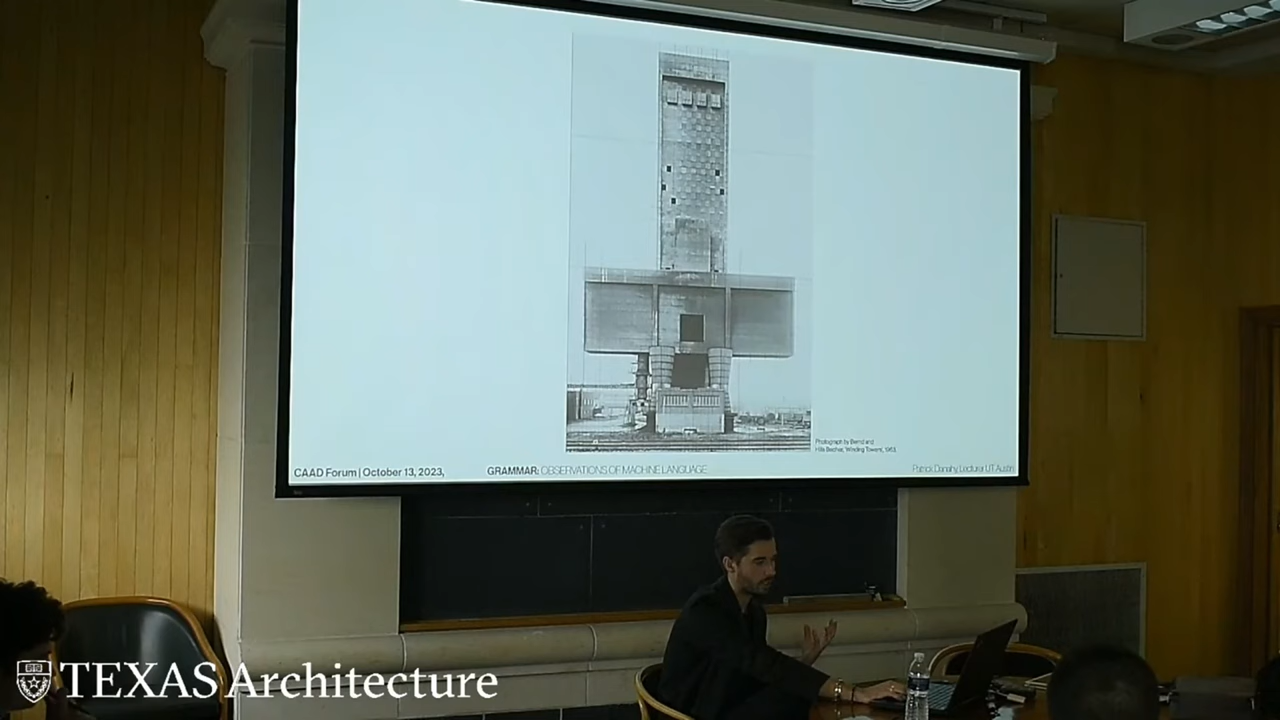 Photograph by Bernd and
Hilla Becher, 'Winding Towers', 1983.
CAAD Forum | October 13, 2023,
GRAMMAR: OBSERVATIONS OF MACHINE LANGUAGE
Patrick Danahy, Lecturer UT Austin
TEXAS Architecture